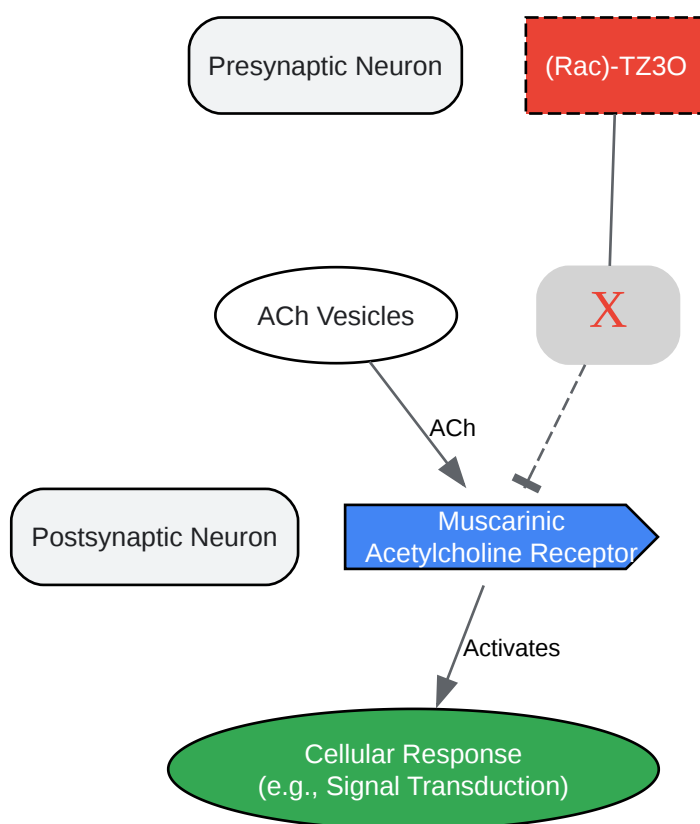 Presynaptic Neuron
(Rac)-TZ3O
ACh Vesicles
X
ACh
Postsynaptic Neuron
Muscarinic
Acetylcholine Receptor
Activates
Cellular Response
(e.g., Signal Transduction)